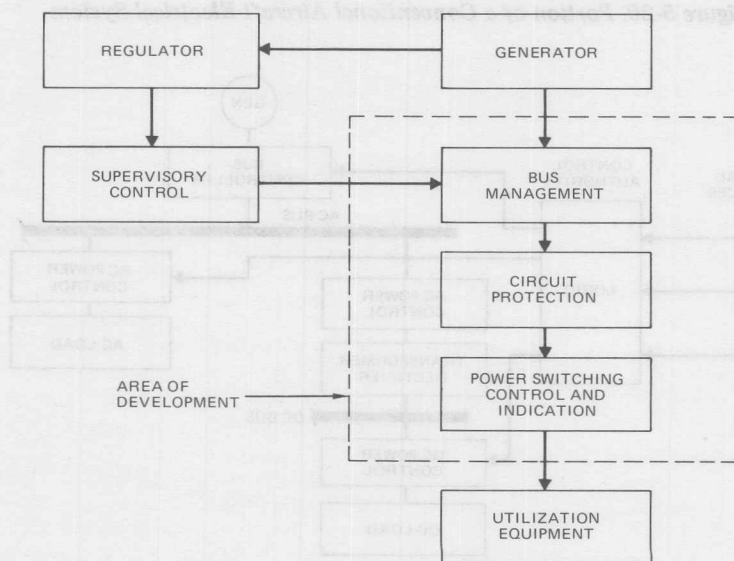 REGULATOR
GENERATOR
SUPERVISORY
CONTROL
BUS
MANAGEMENT
CIRCUIT
PROTECTION
AREA OF
DEVELOPMENT
POWER SWITCHING
CONTROL AND
INDICATION
UTILIZATION
EQUIPMENT